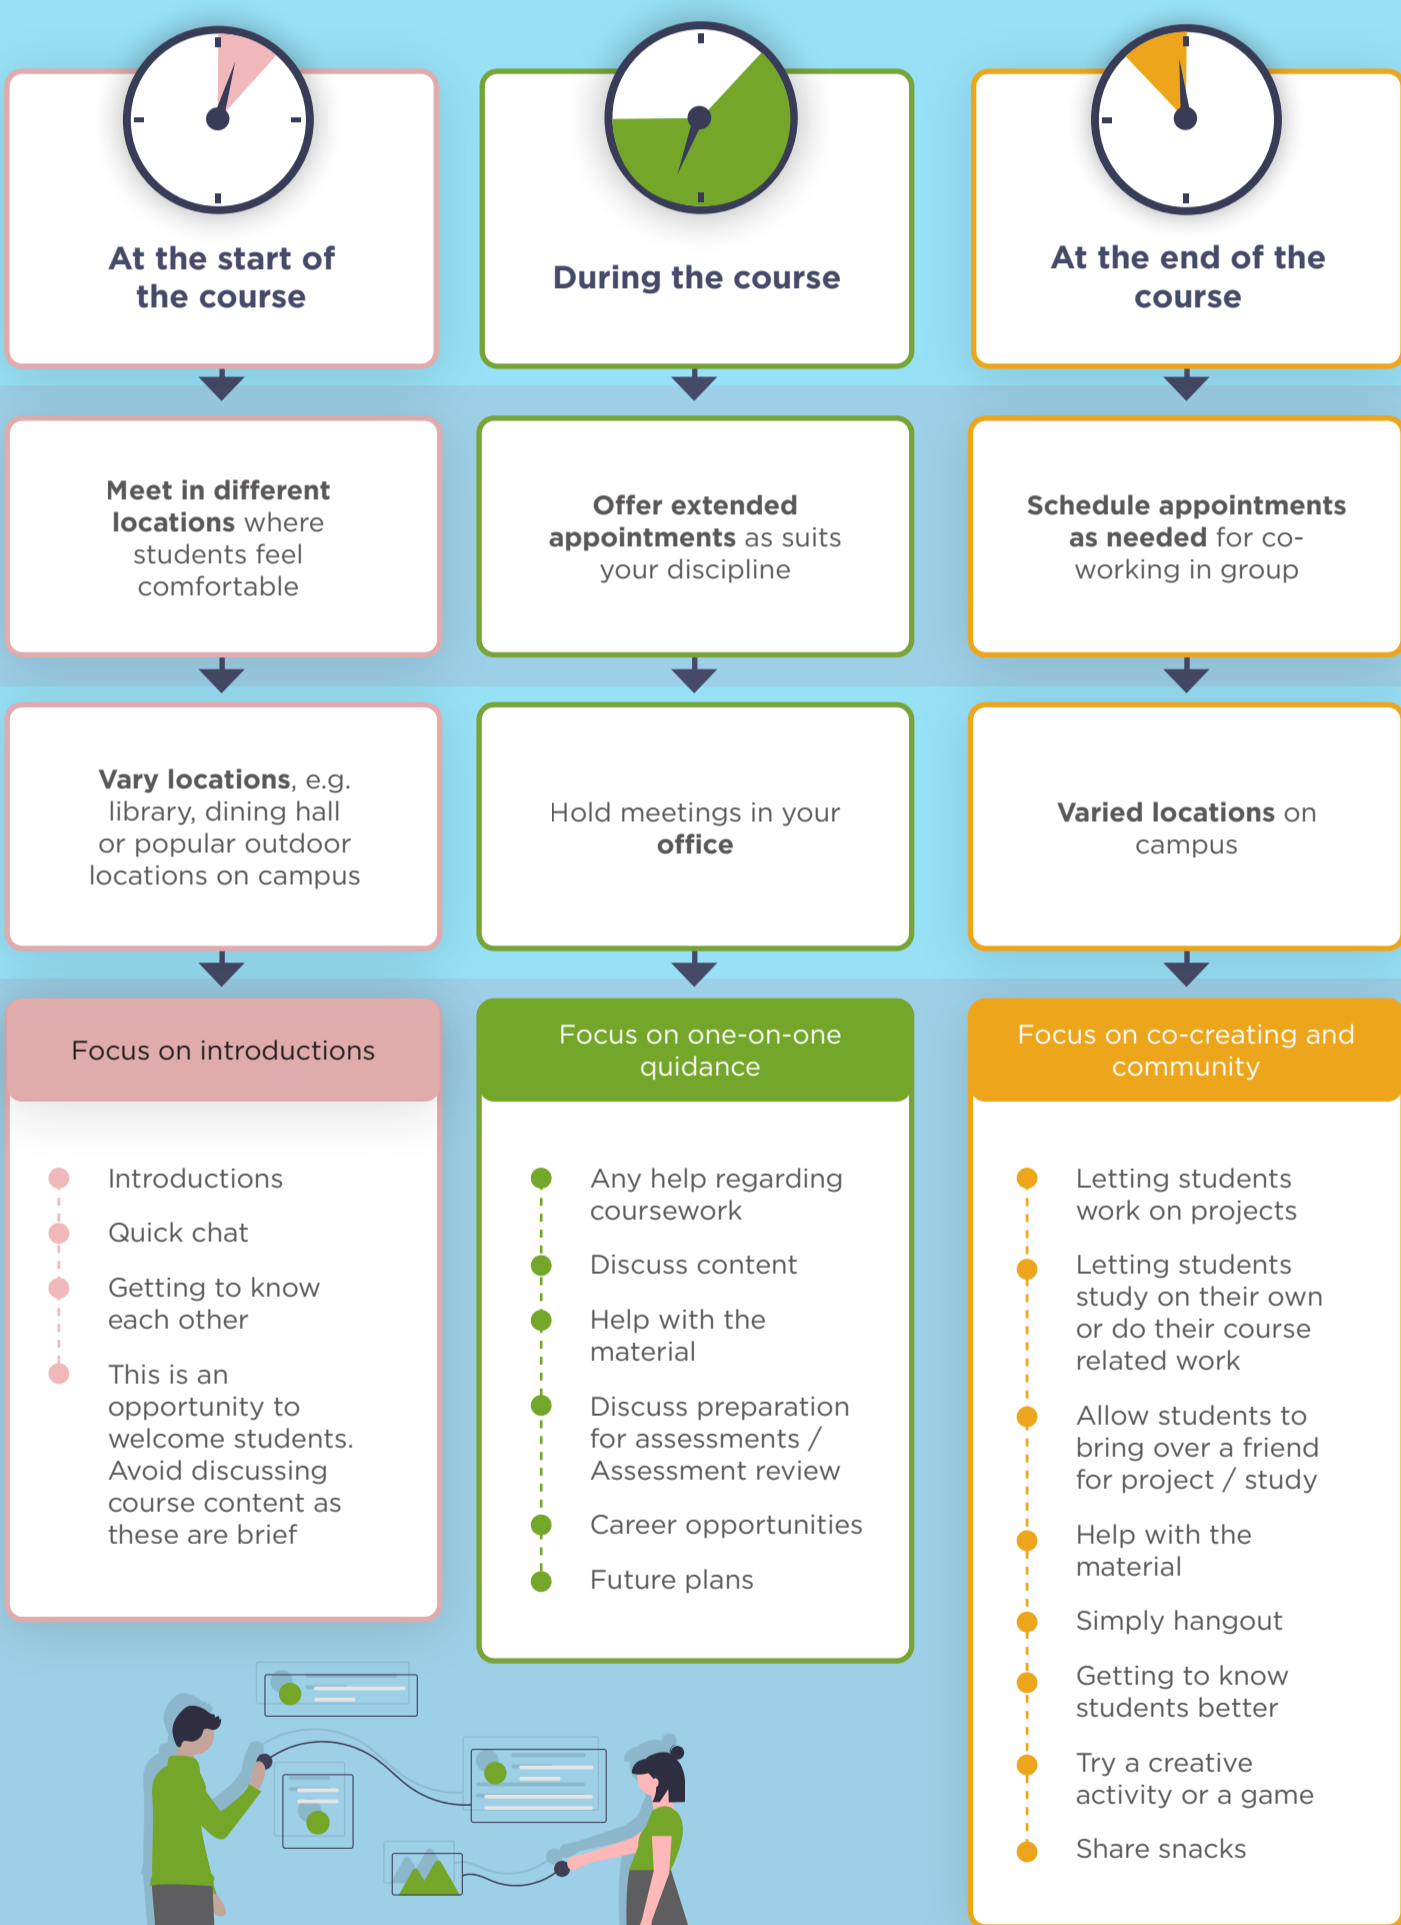 At the start of
the course
During the course
At the end of the
course
Meet in different
locations where
students feel
comfortable
Offer extended
appointments as suits
your discipline
Schedule appointments
as needed for co-
working in group
Vary locations, e.g.
library, dining hall
or popular outdoor
locations on campus
Hold meetings in your
office
Varied locations on
campus
Focus on introductions
Introductions
Quick chat
Getting to know
each other
This is an
opportunity to
welcome students.
Avoid discussing
course content as
these are brief
Focus on one-on-one
quidance
Any help regarding
coursework
Discuss content
Help with the
material
Discuss preparation
for assessments /
Assessment review
Career opportunities
Future plans
Focus on co-creating and
community
Letting students
work on projects
Letting students
study on their own
or do their course
related work
Allow students to
bring over a friend
for project / study
Help with the
material
Simply hangout
Getting to know
students better
Try a creative
activity or a game
Share snacks